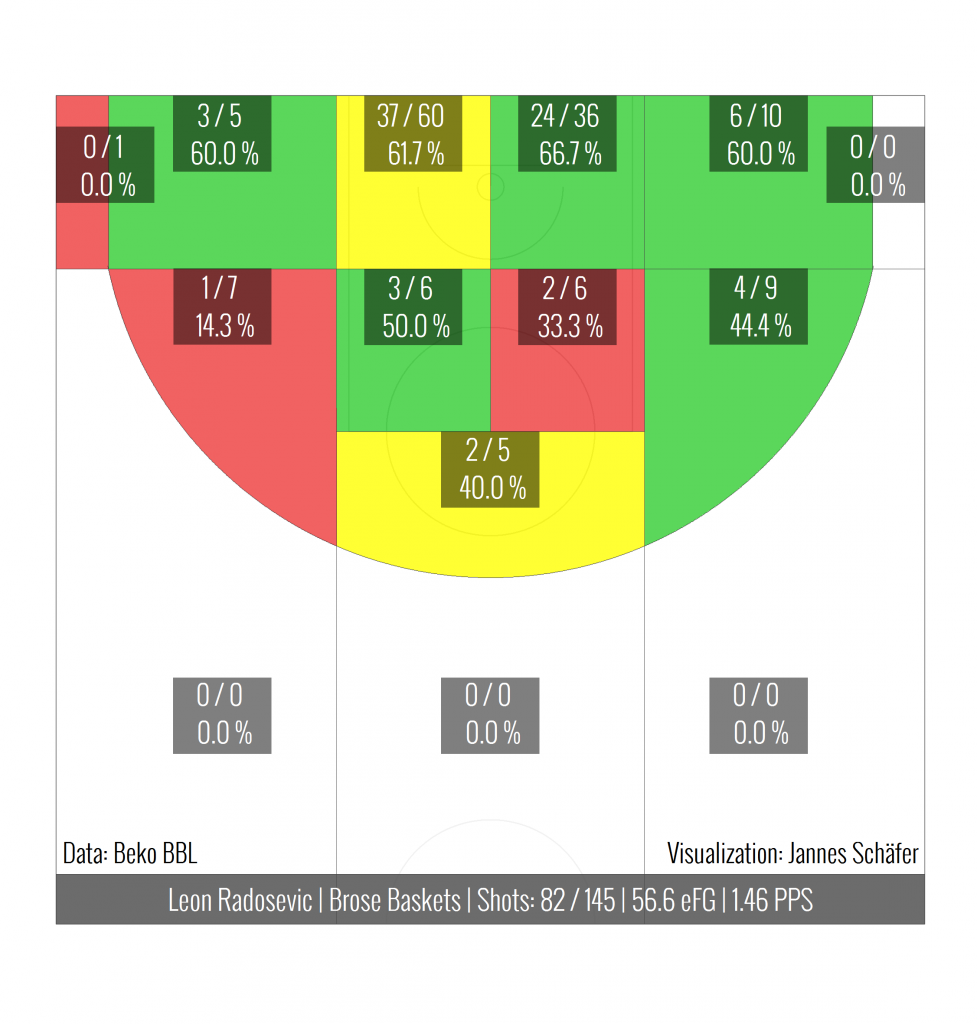 3 / 5
60.0 %
37 / 60
61.7 %
24 / 36
66.7 %
6 / 10
60.0 %
0 / 1
0.0 %
0 / 0
0.0 %
1 / 7
14.3 %
3 / 6
50.0 %
2 / 6
33.3 %
4 / 9
44.4 %
2 / 5
40.0 %
0 / 0
0.0 %
0 / 0
0.0 %
0 / 0
0.0 %
Data: Beko BBL
Visualization: Jannes Schäfer
Leon Radosevic | Brose Baskets | Shots: 82 / 145 | 56.6 eFG | 1.46 PPS